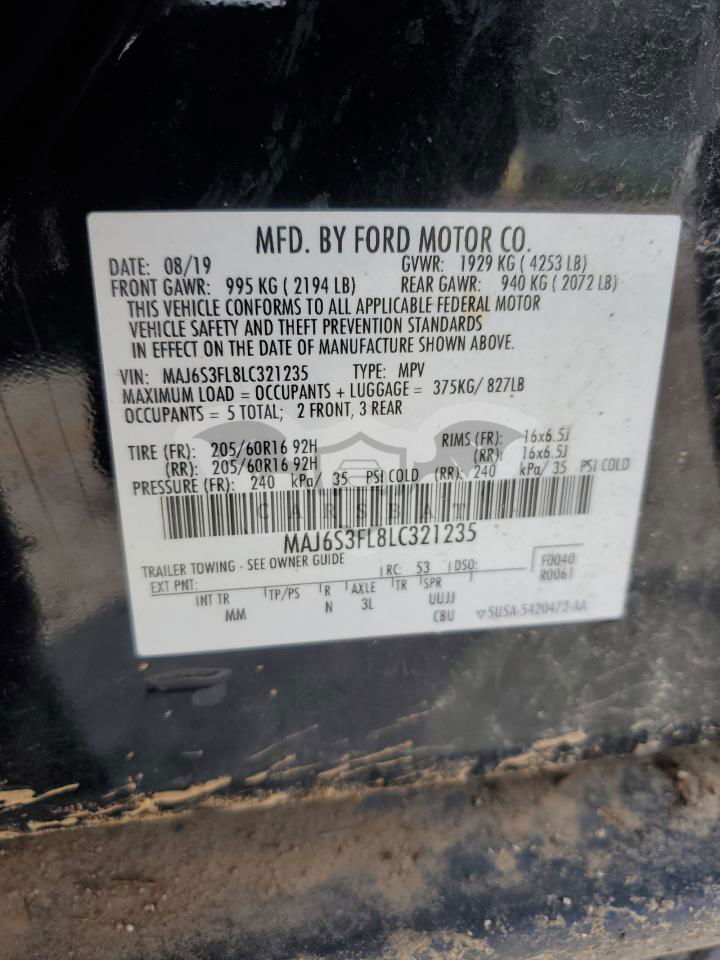 MFD. BY FORD MOTOR CO.
DATE: 08/19 GVWR: 1929 KG ( 4253 LB)
FRONT GAWR: 995 KG ( 2194 LB) REAR GAWR: 940 KG ( 2072 LB)
THIS VEHICLE CONFORMS TO ALL APPLICABLE FEDERAL MOTOR
VEHICLE SAFETY AND THEFT PREVENTION STANDARDS
IN EFFECT ON THE DATE OF MANUFACTURE SHOWN ABOVE.
VIN: MAJ6S3FL8LC321235 TYPE: MPV
MAXIMUM LOAD = OCCUPANTS + LUGGAGE = 375KG/ 827LB
OCCUPANTS = 5 TOTAL; 2 FRONT, 3 REAR
TIRE (FR): 205/60R16 92H RIMS (FR): 16x6.5J
(RR): 205/60R16 92H (RR): 16x6.5J
PRESSURE (FR): 240 kPa/ 35 PSI COLD (RR): 240 kPa/ 35 PSI COLD
CARSBAT
MAJ6S3FL8LC321235
TRAILER TOWING - SEE OWNER GUIDE
EXT PNT: RC: 53 DSO: F0040
R0061
INT TR TP/PS R AXLE TR SPR
MM N 3L UUJJ
CBU 5U5A-5420472-AA